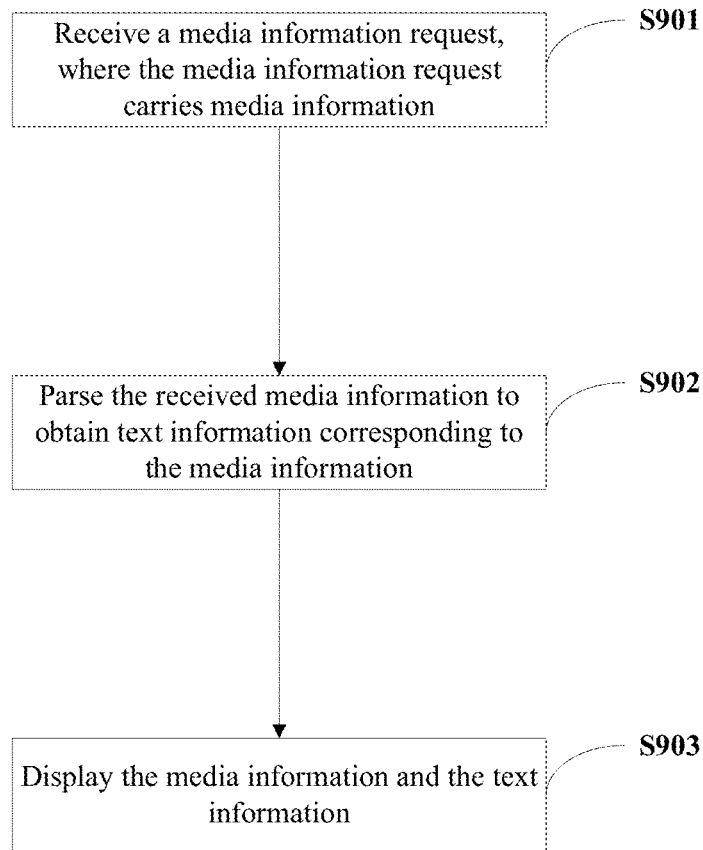 Receive a media information request,
where the media information request
carries media information
S901
Parse the received media information to
obtain text information corresponding to
the media information
S902
Display the media information and the text
information
S903